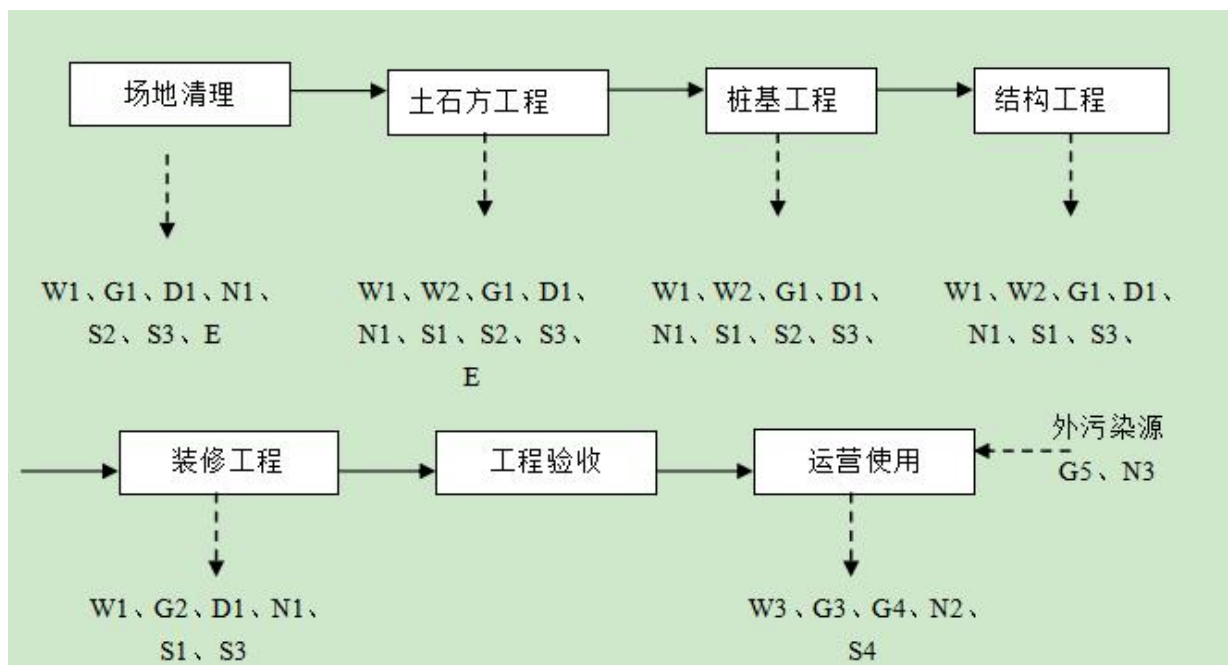 场地清理
土石方工程
桩基工程
结构工程
W1、G1、D1、N1、
S2、S3、E
W1、W2、G1、D1、
N1、S1、S2、S3、
E
W1、W2、G1、D1、
N1、S1、S2、S3、
W1、W2、G1、D1、
N1、S1、S3、
装修工程
工程验收
运营使用
外污染源
G5、N3
W1、G2、D1、N1、
S1、S3
W3、G3、G4、N2、
S4